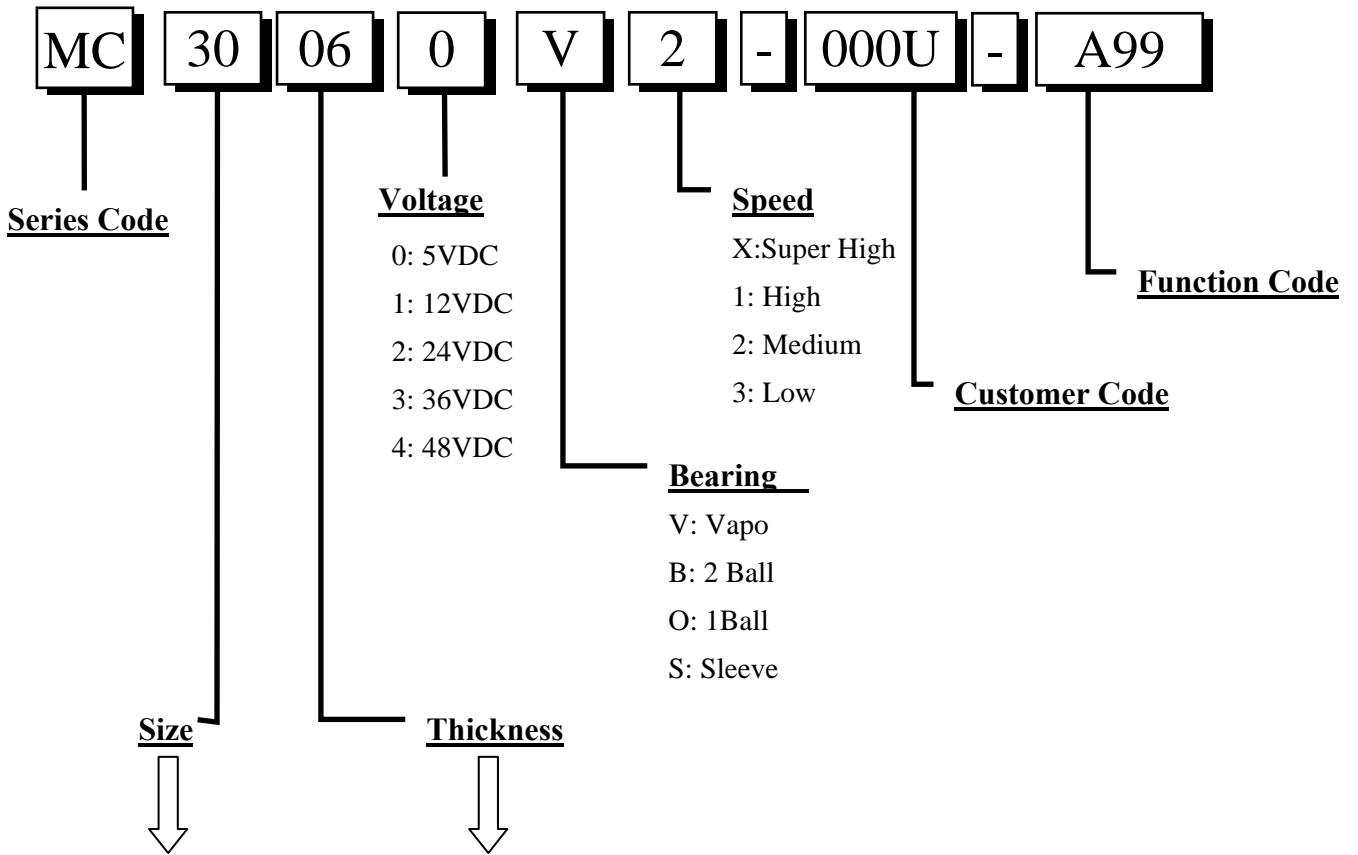 MC 30 06 0 V 2 - 000U - A99
Series Code
Voltage
0: 5VDC
1: 12VDC
2: 24VDC
3: 36VDC
4: 48VDC
Speed
X:Super High
1: High
2: Medium
3: Low
Function Code
Customer Code
Bearing
V: Vapo
B: 2 Ball
O: 1Ball
S: Sleeve
Size
Thickness